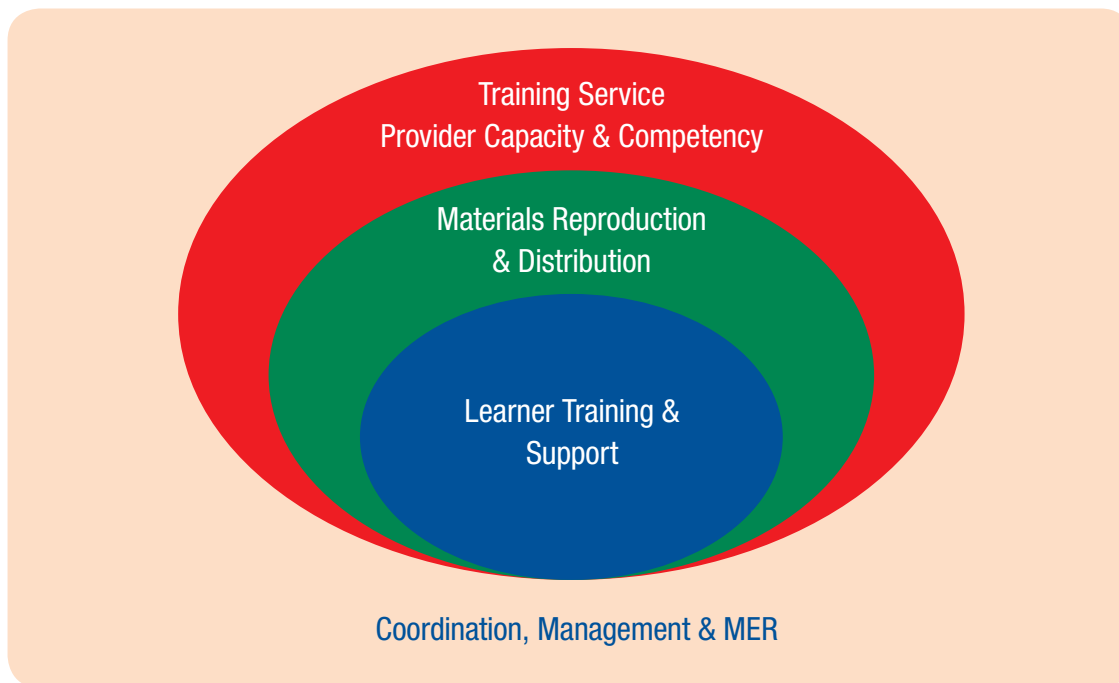 Training Service
Provider Capacity & Competency
Materials Reproduction
& Distribution
Learner Training &
Support
Coordination, Management & MER